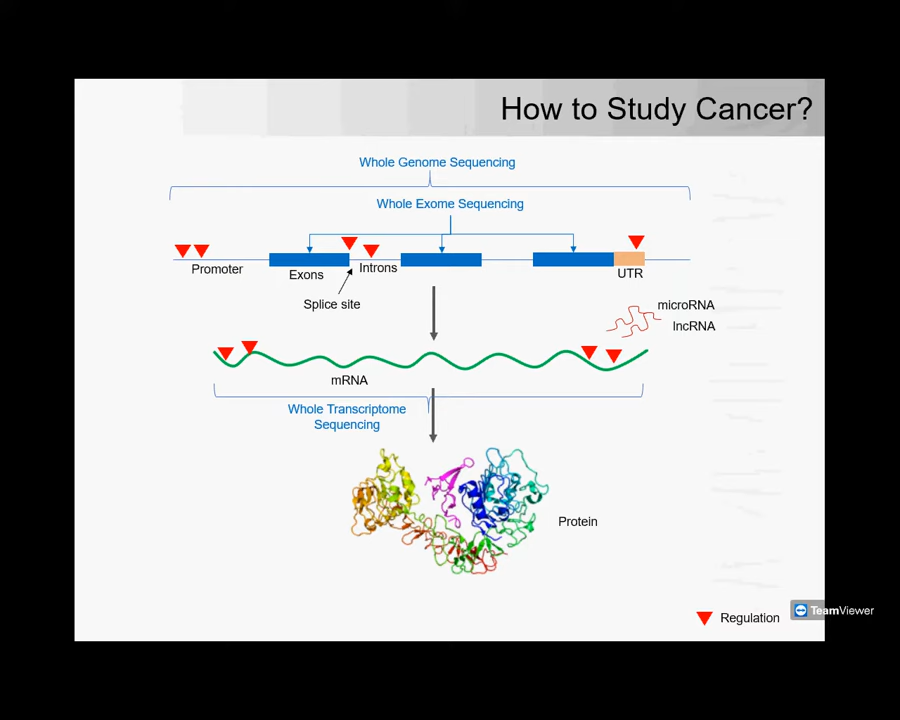 How to Study Cancer?
Whole Genome Sequencing
Whole Exome Sequencing
Promoter
Exons
Introns
UTR
Splice site
microRNA
lncRNA
mRNA
Whole Transcriptome
Sequencing
Protein
Regulation
TeamViewer